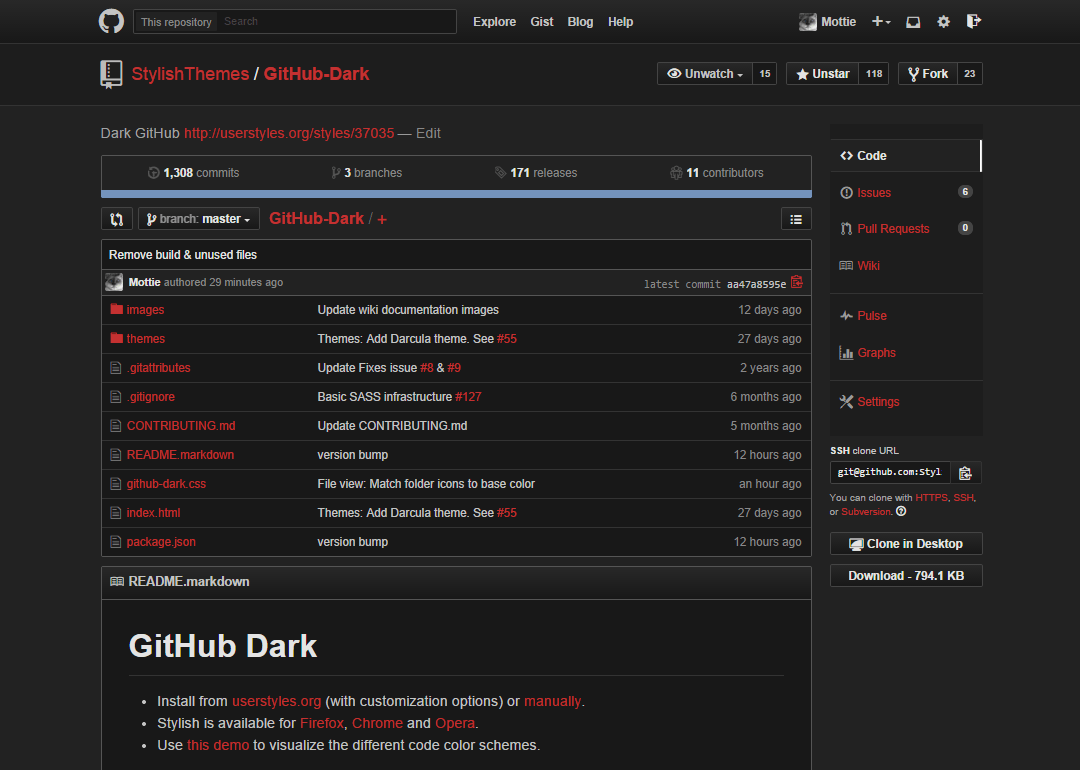 This repository Search Explore Gist Blog Help Mottie
StylishThemes / GitHub-Dark Unwatch 15 Unstar 118 Fork 23
Dark GitHub http://userstyles.org/styles/37035 — Edit
1,308 commits 3 branches 171 releases 11 contributors
branch: master GitHub-Dark / +
Remove build & unused files
Mottie authored 29 minutes ago latest commit aa47a8595e
images Update wiki documentation images 12 days ago
themes Themes: Add Darcula theme. See #55 27 days ago
.gitattributes Update Fixes issue #8 & #9 2 years ago
.gitignore Basic SASS infrastructure #127 6 months ago
CONTRIBUTING.md Update CONTRIBUTING.md 5 months ago
README.markdown version bump 12 hours ago
github-dark.css File view: Match folder icons to base color an hour ago
index.html Themes: Add Darcula theme. See #55 27 days ago
package.json version bump 12 hours ago
README.markdown
GitHub Dark
• Install from userstyles.org (with customization options) or manually.
• Stylish is available for Firefox, Chrome and Opera.
• Use this demo to visualize the different code color schemes.
Code
Issues 6
Pull Requests 0
Wiki
Pulse
Graphs
Settings
SSH clone URL
git@github.com:Styl
You can clone with HTTPS, SSH,
or Subversion.
Clone in Desktop
Download - 794.1 KB